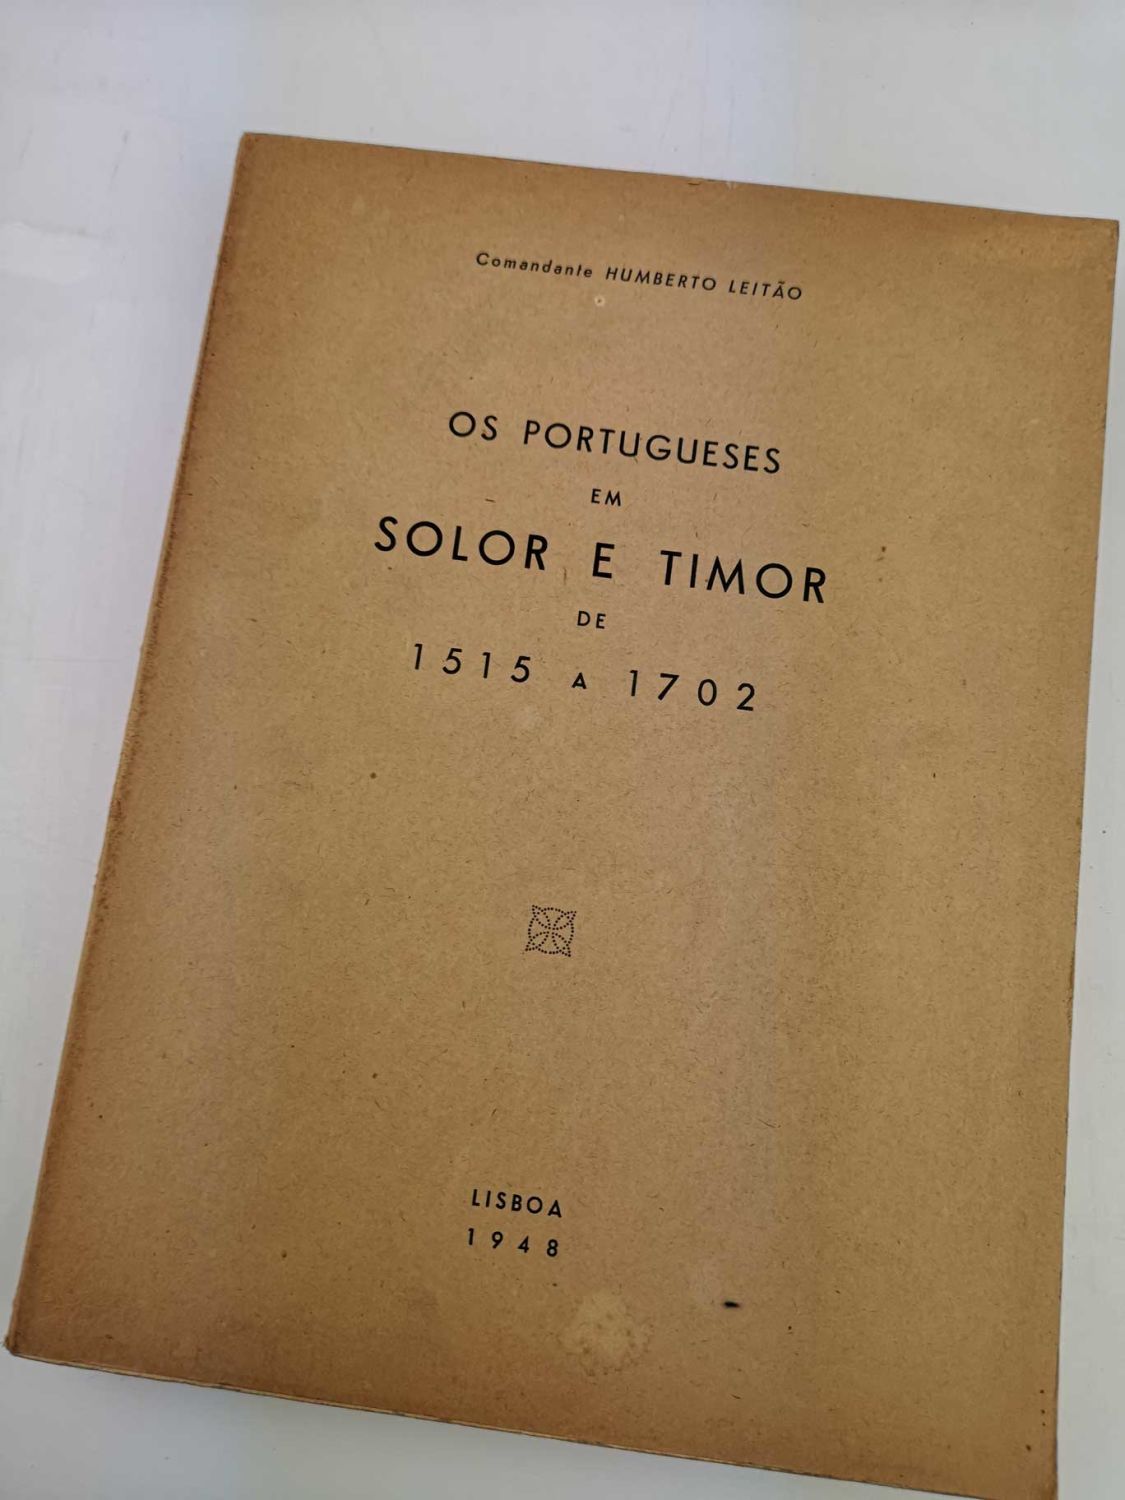 Comandante HUMBERTO LEITÃO
OS PORTUGUESES
EM
SOLOR E TIMOR
DE
1515 A 1702
LISBOA
1948